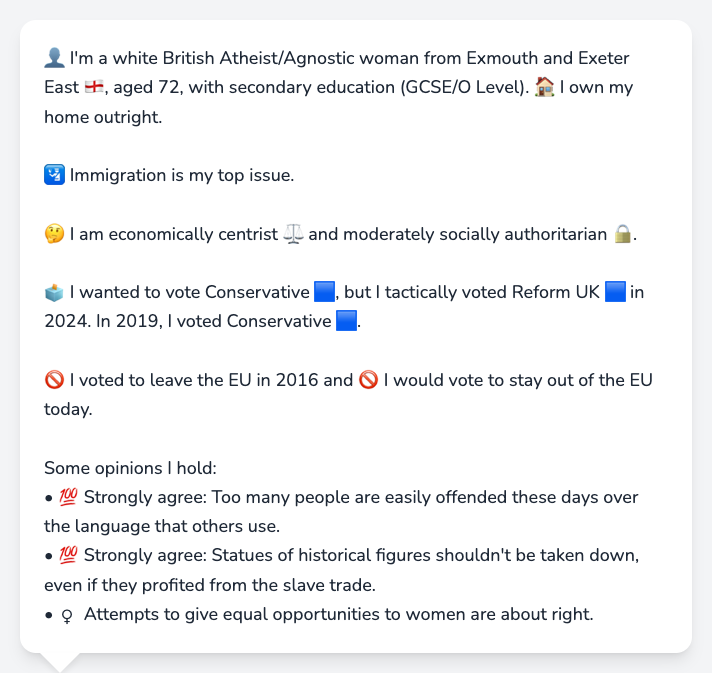 👤 I'm a white British Atheist/Agnostic woman from Exmouth and Exeter
East 🏴󠁧󠁢󠁥󠁮󠁧󠁿, aged 72, with secondary education (GCSE/O Level). 🏠 I own my
home outright.
🛂 Immigration is my top issue.
🤔 I am economically centrist ⚖️ and moderately socially authoritarian 🔒.
🗳️ I wanted to vote Conservative 🟦, but I tactically voted Reform UK 🟦 in
2024. In 2019, I voted Conservative 🟦.
🚫 I voted to leave the EU in 2016 and 🚫 I would vote to stay out of the EU
today.
Some opinions I hold:
• 💯 Strongly agree: Too many people are easily offended these days over
the language that others use.
• 💯 Strongly agree: Statues of historical figures shouldn't be taken down,
even if they profited from the slave trade.
• ♀ Attempts to give equal opportunities to women are about right.